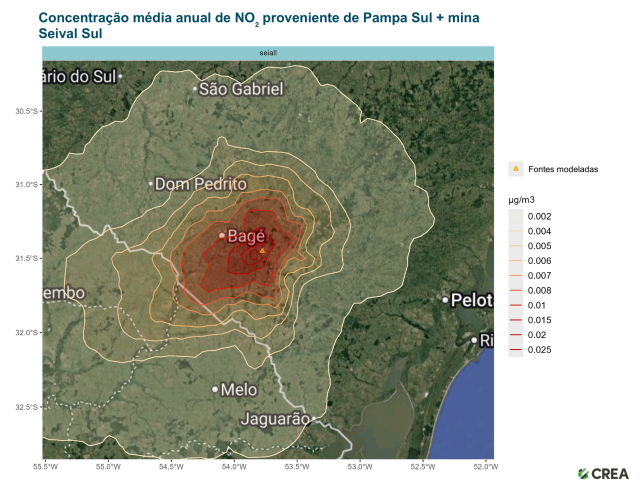 Concentração média anual de NO₂ proveniente de Pampa Sul + mina
Seival Sul
seiall
ário do Sul
São Gabriel
30.5°S
Dom Pedrito
31.0°S
Bagé
31.5°S
embo
Pelot
32.0°S
Ri
Melo
Jaguarão
32.5°S
55.5°W 55.0°W 54.5°W 54.0°W 53.5°W 53.0°W 52.5°W 52.0°W
Fontes modeladas
µg/m3
0.002
0.004
0.005
0.006
0.007
0.008
0.01
0.015
0.02
0.025
CREA